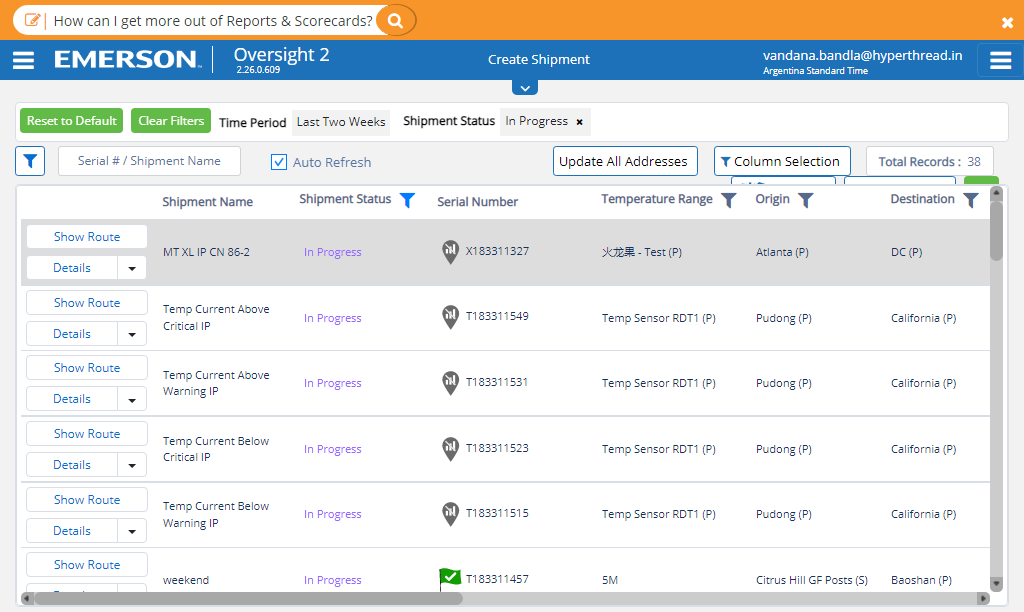 How can I get more out of Reports & Scorecards?
EMERSON
Oversight 2
2.26.0.609
Create Shipment
vandana.bandla@hyperthread.in
Argentina Standard Time
Reset to Default
Clear Filters
Time Period
Last Two Weeks
Shipment Status
In Progress ×
Serial # / Shipment Name
Auto Refresh
Update All Addresses
Column Selection
Total Records : 38
Shipment Name
Shipment Status
Serial Number
Temperature Range
Origin
Destination
Show Route
Details
MT XL IP CN 86-2
In Progress
X183311327
火龙果 - Test (P)
Atlanta (P)
DC (P)
Show Route
Details
Temp Current Above
Critical IP
In Progress
T183311549
Temp Sensor RDT1 (P)
Pudong (P)
California (P)
Show Route
Details
Temp Current Above
Warning IP
In Progress
T183311531
Temp Sensor RDT1 (P)
Pudong (P)
California (P)
Show Route
Details
Temp Current Below
Critical IP
In Progress
T183311523
Temp Sensor RDT1 (P)
Pudong (P)
California (P)
Show Route
Details
Temp Current Below
Warning IP
In Progress
T183311515
Temp Sensor RDT1 (P)
Pudong (P)
California (P)
Show Route
weekend
In Progress
T183311457
5M
Citrus Hill GF Posts (S)
Baoshan (P)